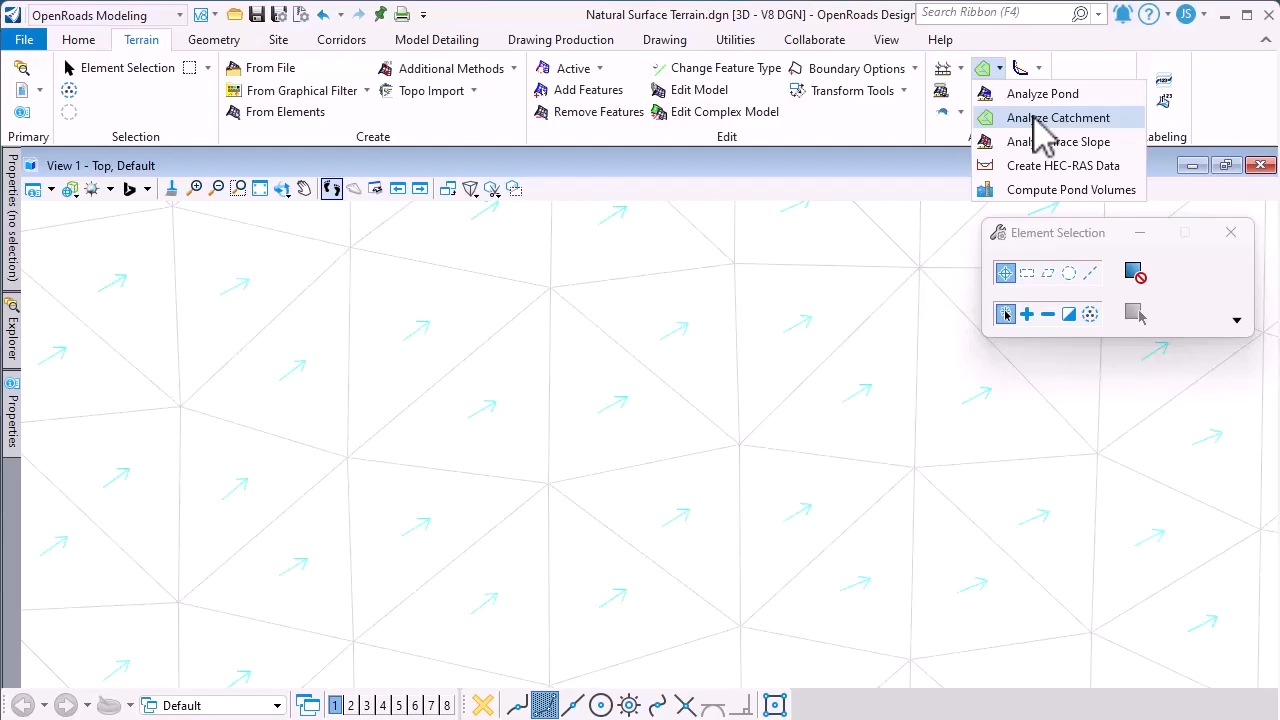 OpenRoads Modeling
V8
Natural Surface Terrain.dgn [3D - V8 DGN] - OpenRoads Design
Search Ribbon (F4)
JS
File
Home
Terrain
Geometry
Site
Corridors
Model Detailing
Drawing Production
Drawing
Utilities
Collaborate
View
Help
Element Selection
From File
Additional Methods
From Graphical Filter
Topo Import
From Elements
Active
Change Feature Type
Boundary Options
Add Features
Edit Model
Transform Tools
Remove Features
Edit Complex Model
Primary
Selection
Create
Edit
Analyze Pond
Analyze Catchment
Create HEC-RAS Data
Compute Pond Volumes
View 1 - Top, Default
Element Selection
Properties (no selection)
Explorer
Properties
Default
1 2 3 4 5 6 7 8